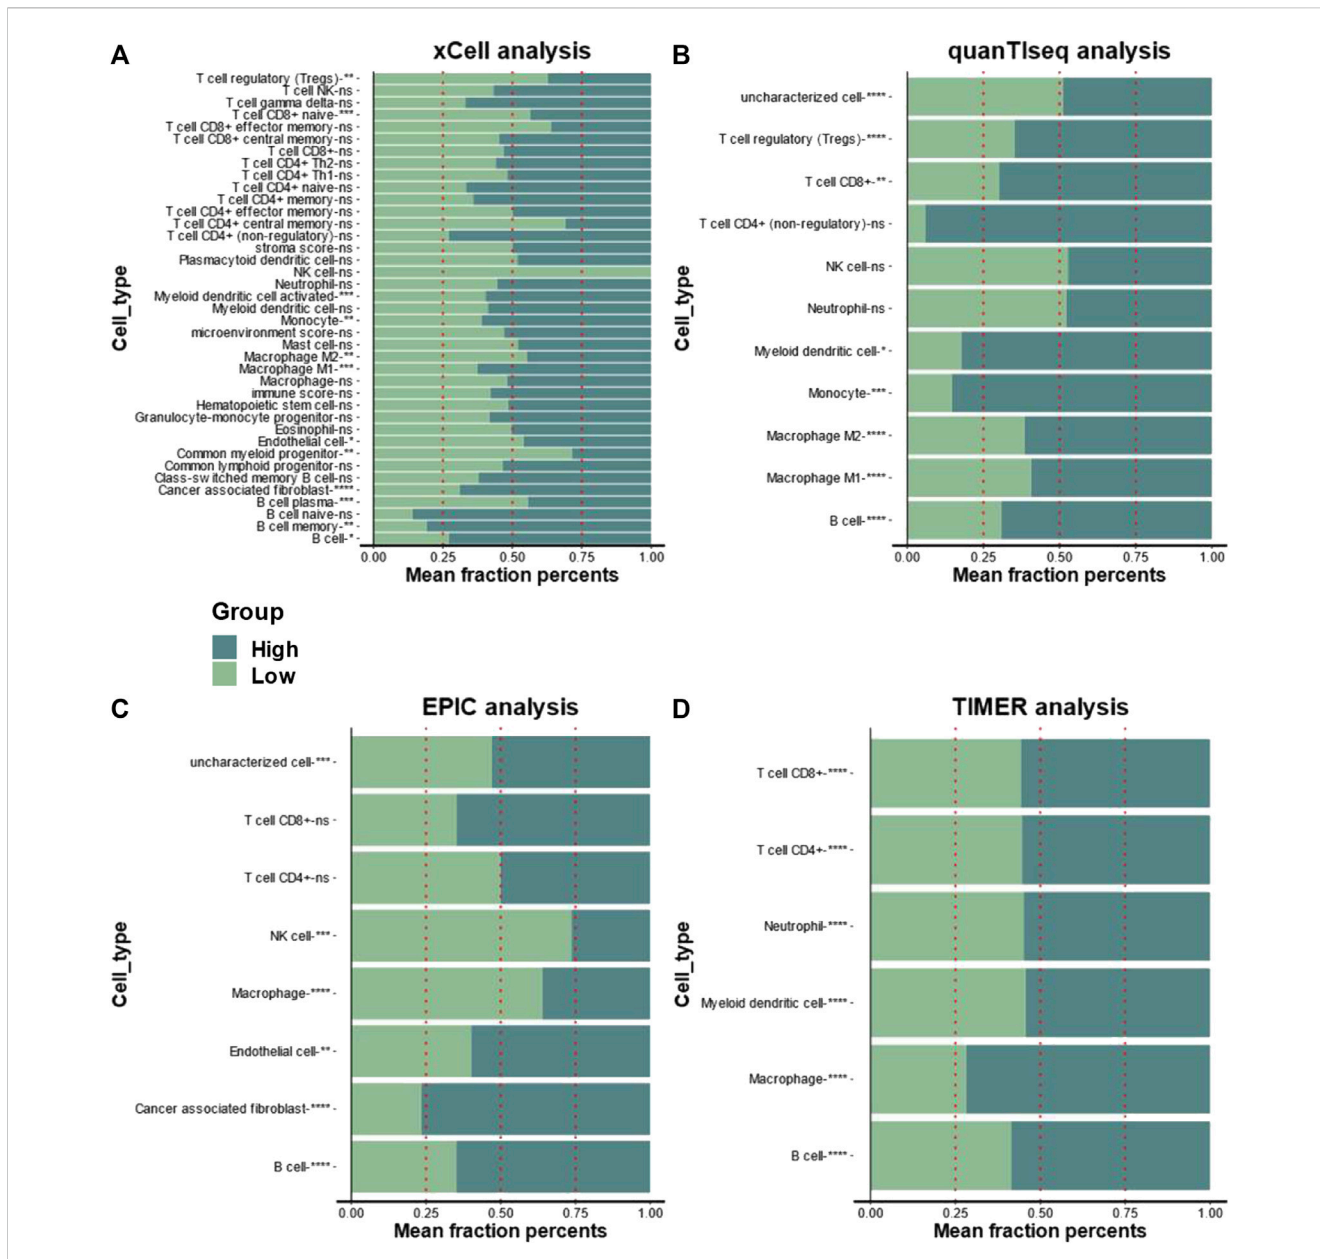 A
xCell analysis
T cell regulatory (Tregs)-**
T cell NK-ns
T cell gamma delta-ns
T cell CD8+ naive-***
T cell CD8+ effector memory-ns
T cell CD8+ central memory-ns
T cell CD8+-ns
T cell CD4+ Th2-ns
T cell CD4+ Th1-ns
T cell CD4+ naive-ns
T cell CD4+ memory-ns
T cell CD4+ effector memory-ns
T cell CD4+ central memory-ns
T cell CD4+ (non-regulatory)-ns
stroma score-ns
Plasmacytoid dendritic cell-ns
NK cell-ns
Neutrophil-ns
Myeloid dendritic cell activated-***
Myeloid dendritic cell-ns
Monocyte-**
microenvironment score-ns
Mast cell-ns
Macrophage M2-**
Macrophage M1-***
Macrophage-ns
immune score-ns
Hematopoietic stem cell-ns
Granulocyte-monocyte progenitor-ns
Eosinophil-ns
Endothelial cell-*
Common myeloid progenitor-**
Common lymphoid progenitor-ns
Class-switched memory B cell-ns
Cancer associated fibroblast-****
B cell plasma-***
B cell naive-ns
B cell memory-**
B cell-*
Cell_type
0.00 0.25 0.50 0.75 1.00
Mean fraction percents
B
quanTIseq analysis
uncharacterized cell-****
T cell regulatory (Tregs)-****
T cell CD8+-**
T cell CD4+ (non-regulatory)-ns
NK cell-ns
Neutrophil-ns
Myeloid dendritic cell-*
Monocyte-***
Macrophage M2-****
Macrophage M1-****
B cell-****
Cell_type
0.00 0.25 0.50 0.75 1.00
Mean fraction percents
Group
High
Low
C
EPIC analysis
uncharacterized cell-***
T cell CD8+-ns
T cell CD4+-ns
NK cell-***
Macrophage-****
Endothelial cell-**
Cancer associated fibroblast-****
B cell-****
Cell_type
0.00 0.25 0.50 0.75 1.00
Mean fraction percents
D
TIMER analysis
T cell CD8+-****
T cell CD4+-****
Neutrophil-****
Myeloid dendritic cell-****
Macrophage-****
B cell-****
Cell_type
0.00 0.25 0.50 0.75 1.00
Mean fraction percents